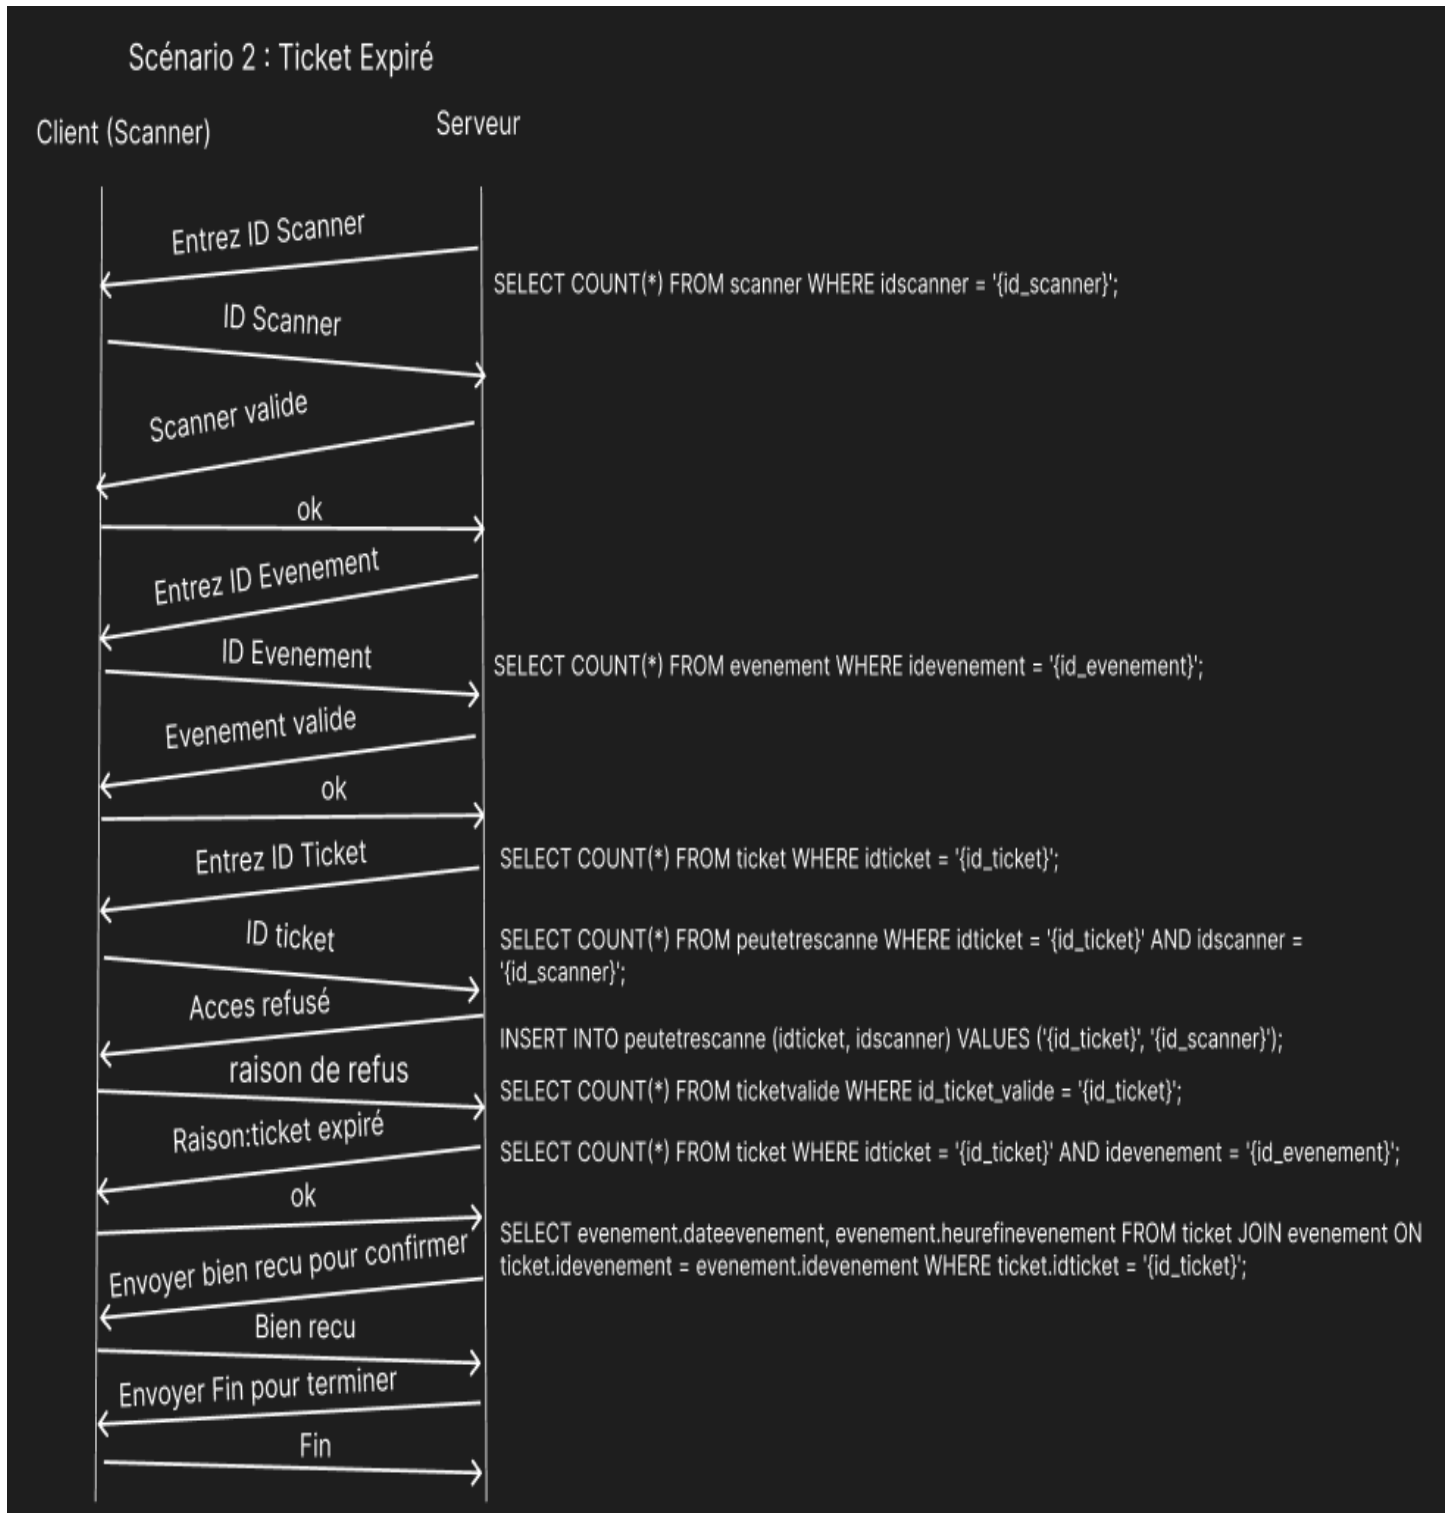 Scénario 2 : Ticket Expiré
Client (Scanner)
Serveur
Entrez ID Scanner
SELECT COUNT(*) FROM scanner WHERE idscanner = '{id_scanner}';
ID Scanner
Scanner valide
ok
Entrez ID Evenement
ID Evenement
SELECT COUNT(*) FROM evenement WHERE idevenement = '{id_evenement}';
Evenement valide
ok
Entrez ID Ticket
SELECT COUNT(*) FROM ticket WHERE idticket = '{id_ticket}';
ID ticket
SELECT COUNT(*) FROM peutetrescanne WHERE idticket = '{id_ticket}' AND idscanner =
'{id_scanner}';
Acces refusé
INSERT INTO peutetrescanne (idticket, idscanner) VALUES ('{id_ticket}', '{id_scanner}');
raison de refus
SELECT COUNT(*) FROM ticketvalide WHERE id_ticket_valide = '{id_ticket}';
Raison:ticket expiré
SELECT COUNT(*) FROM ticket WHERE idticket = '{id_ticket}' AND idevenement = '{id_evenement}';
ok
SELECT evenement.dateevenement, evenement.heurefinevenement FROM ticket JOIN evenement ON
ticket.idevenement = evenement.idevenement WHERE ticket.idticket = '{id_ticket}';
Envoyer bien recu pour confirmer
Bien recu
Envoyer Fin pour terminer
Fin